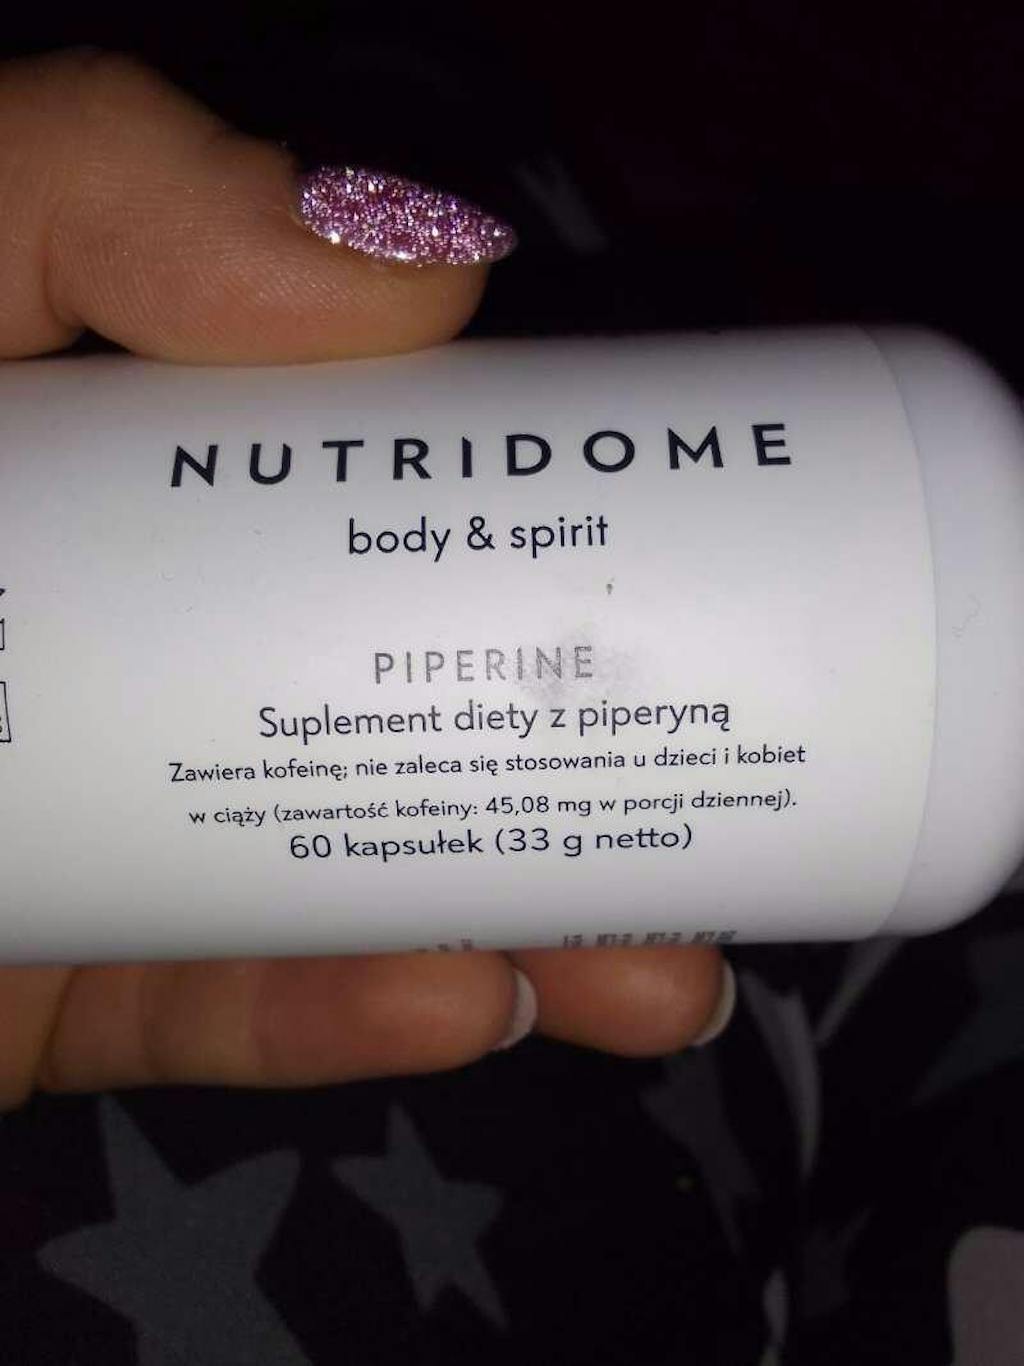 NUTRIDOME
body & spirit
PIPERINE
Suplement diety z piperyną
Zawiera kofeinę; nie zaleca się stosowania u dzieci i kobiet
w ciąży (zawartość kofeiny: 45,08 mg w porcji dziennej).
60 kapsułek (33 g netto)